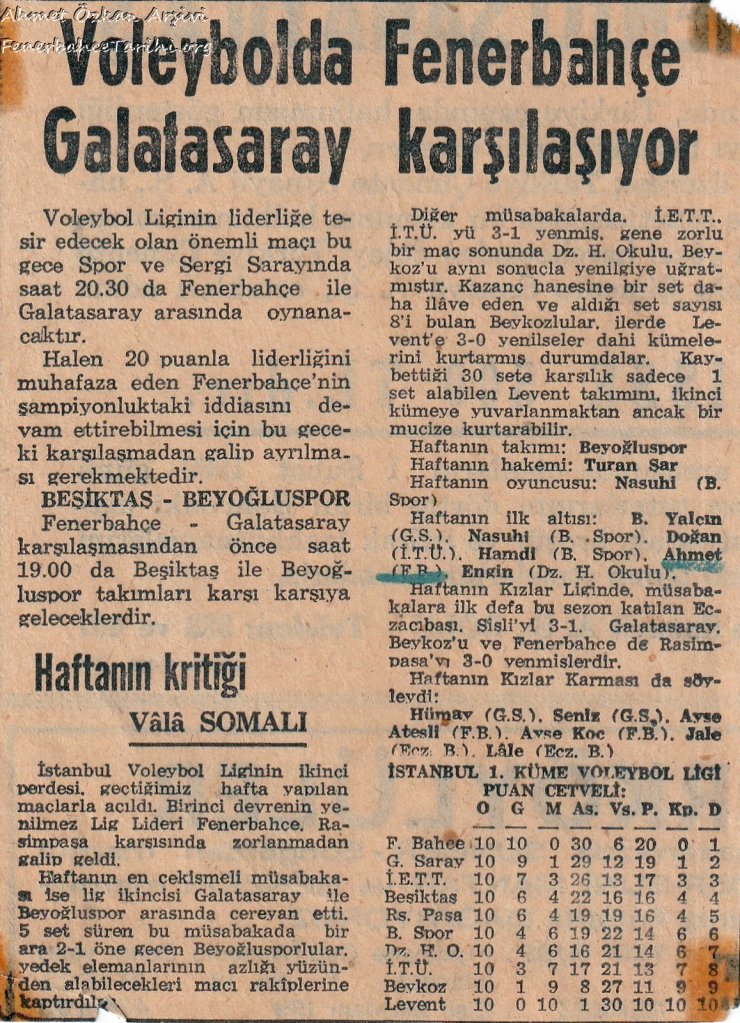 Ahmet Özkan Arşivi
FenerbahceTarihi.org
Voleybolda Fenerbahçe
Galatasaray karşılaşıyor
Voleybol Liginin liderliğe te-
sir edecek olan önemli maçı bu
gece Spor ve Sergi Sarayında
saat 20.30 da Fenerbahçe ile
Galatasaray arasında oynana-
caktır.
Halen 20 puanla liderliğini
muhafaza eden Fenerbahçe'nin
şampiyonluktaki iddiasını de-
vam ettirebilmesi için bu gece-
ki karşılaşmadan galip ayrılma-
sı gerekmektedir.
BEŞİKTAŞ - BEYOĞLUSPOR
Fenerbahçe - Galatasaray
karşılaşmasından önce saat
19.00 da Beşiktaş ile Beyoğ-
luspor takımları karşı karşıya
geleceklerdir.
Haftanın kritiği
Vâlâ SOMALI
İstanbul Voleybol Liginin ikinci
perdesi, geçtiğimiz hafta yapılan
maclarla açıldı. Birinci devrenin ye-
nilmez Lig Lideri Fenerbahce, Ra-
simpaşa karşısında zorlanmadan
galip geldi.
Haftanın en cekismeli müsabaka-
sı ise lig ikincisi Galatasaray ile
Beyoğluspor arasında cereyan etti.
5 set süren bu müsabakada bir
ara 2-1 öne gecen Beyoğlusporlular,
yedek elemanlarının azlığı yüzün-
den alabilecekleri macı rakîplerine
kaptırdılar
Diğer müsabakalarda, İ.E.T.T.,
İ.T.Ü. yü 3-1 yenmiş, gene zorlu
bir maç sonunda Dz. H. Okulu, Bey-
koz'u aynı sonuçla yenilgiye uğrat-
mıştır. Kazanç hanesine bir set da-
ha ilâve eden ve aldığı set sayısı
8'i bulan Beykozlular, ilerde Le-
vent'e 3-0 yenilseler dahi kümele-
rini kurtarmış durumdalar. Kay-
bettiği 30 sete karşılık sadece 1
set alabilen Levent takımını, ikinci
kümeye yuvarlanmaktan ancak bir
mucize kurtarabilir.
Haftanın takımı: Beyoğluspor
Haftanın hakemi: Turan Şar
Haftanın oyuncusu: Nasuhi (B.
Spor)
Haftanın ilk altısı: B. Yalcın
(G.S.), Nasuhi (B. Spor), Doğan
(İ.T.Ü.), Hamdi (B. Spor), Ahmet
(F.B.), Engin (Dz. H. Okulu).
Haftanın Kızlar Liginde, müsaba-
kalara ilk defa bu sezon katılan Ec-
zacıbaşı, Sisli'yi 3-1, Galatasaray,
Beykoz'u ve Fenerbahce de Rasim-
pasa'yı 3-0 yenmislerdir.
Haftanın Kızlar Karması da şöy-
leydi:
Hümay (G.S.), Seniz (G.S.), Ayse
Atesli (F.B.), Ayse Koc (F.B.), Jale
(Ecz. B.), Lâle (Ecz. B.)
İSTANBUL 1. KÜME VOLEYBOL LİGİ
PUAN CETVELİ:
O G M As. Vs. P. Kp. D
F. Bahce 10 10 0 30 6 20 0 1
G. Saray 10 9 1 29 12 19 1 2
İ.E.T.T. 10 7 3 26 13 17 3 3
Besiktas 10 6 4 22 16 16 4 4
Rs. Pasa 10 6 4 19 19 16 4 5
B. Spor 10 4 6 19 22 14 6 6
Dz. H. O. 10 4 6 16 21 14 6 7
İ.T.Ü. 10 3 7 17 21 13 7 8
Beykoz 10 1 9 8 27 11 9 9
Levent 10 0 10 1 30 10 10 10